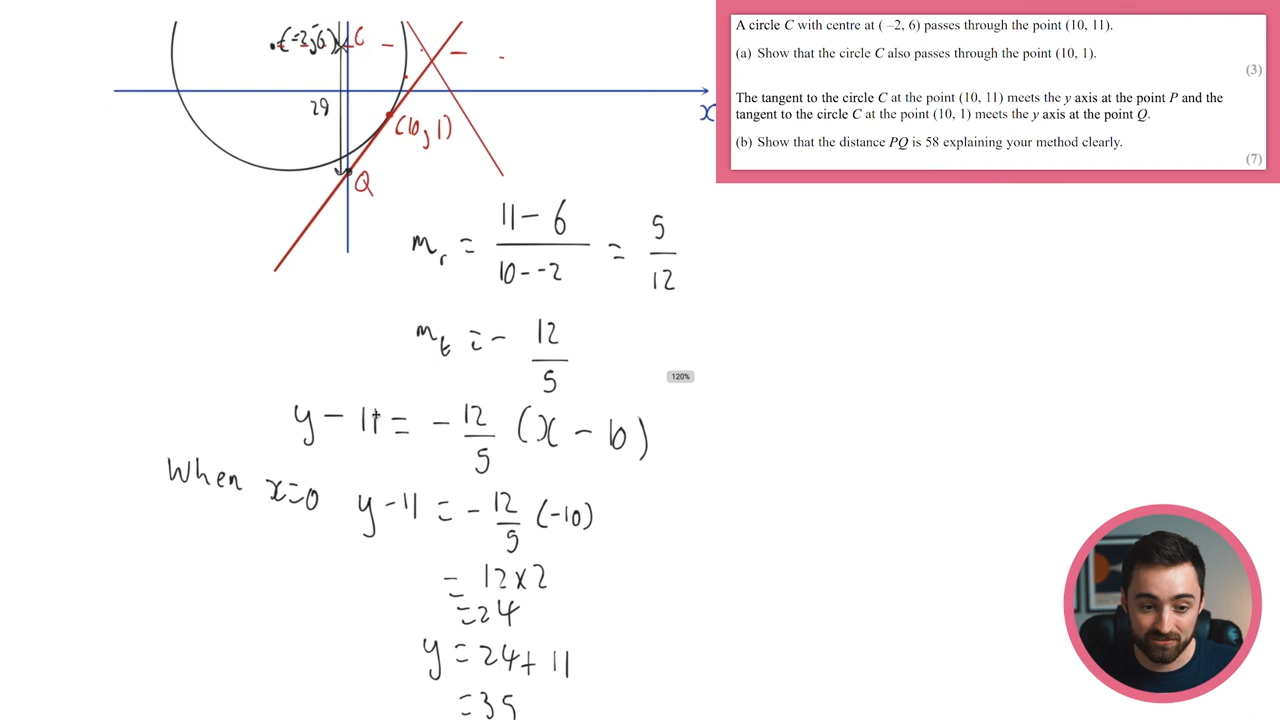 A circle C with centre at ( –2, 6) passes through the point (10, 11).
(a) Show that the circle C also passes through the point (10, 1).
(3)
The tangent to the circle C at the point (10, 11) meets the y axis at the point P and the
tangent to the circle C at the point (10, 1) meets the y axis at the point Q.
(b) Show that the distance PQ is 58 explaining your method clearly.
(7)
(-2, 6)
29
x
(10, 1)
Q
m_r = (11 - 6)/(10 - -2) = 5/12
m_t = - 12/5
120%
y - 11 = - 12/5 (x - 10)
When x=0 y - 11 = - 12/5 (-10)
= 12 x 2
= 24
y = 24 + 11
= 35